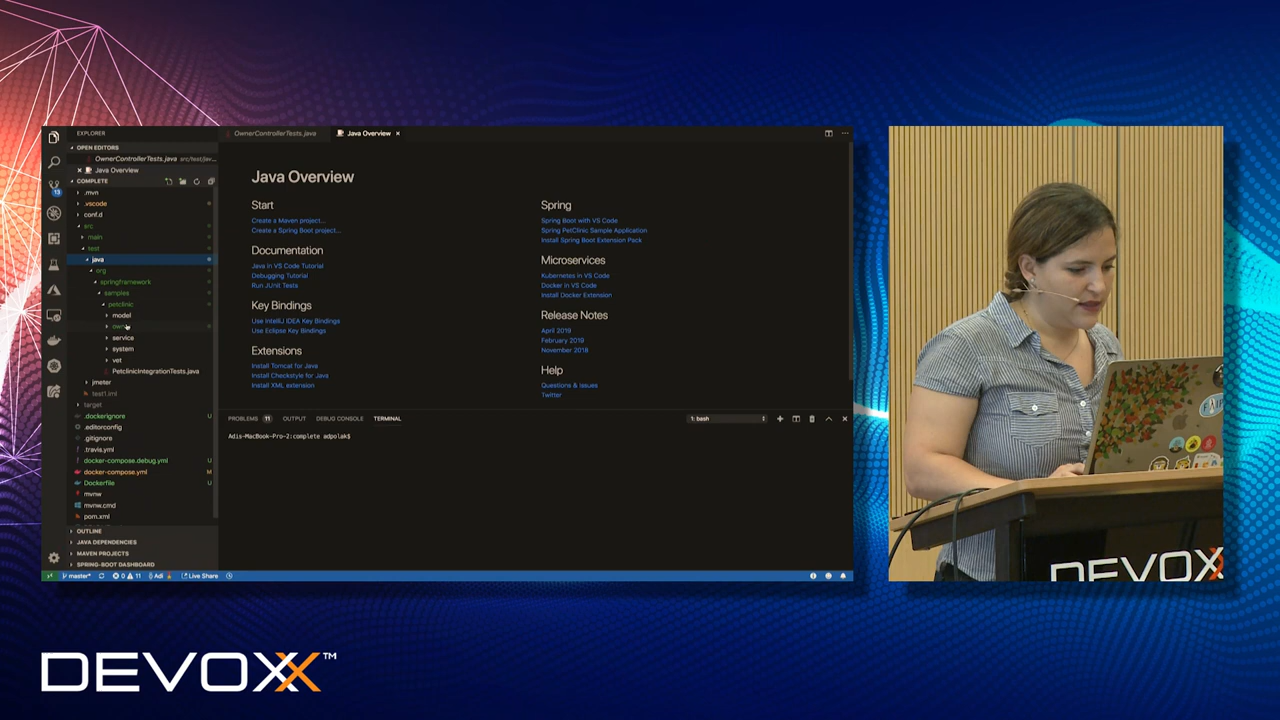 EXPLORER
OPEN EDITORS
OwnerControllerTests.java src/test/jav...
Java Overview
COMPLETE
.mvn
.vscode
conf.d
src
main
test
java
org
springframework
samples
petclinic
model
service
system
vet
PetclinicIntegrationTests.java
jmeter
test1.iml
target
.dockerignore U
.editorconfig
.gitignore
.travis.yml
docker-compose.debug.yml U
docker-compose.yml M
Dockerfile U
mvnw
mvnw.cmd
pom.xml
OUTLINE
JAVA DEPENDENCIES
MAVEN PROJECTS
SPRING-BOOT DASHBOARD
13
OwnerControllerTests.java
Java Overview
Java Overview
Start
Create a Maven project...
Create a Spring Boot project...
Documentation
Java in VS Code Tutorial
Debugging Tutorial
Run JUnit Tests
Key Bindings
Use IntelliJ IDEA Key Bindings
Use Eclipse Key Bindings
Extensions
Install Tomcat for Java
Install Checkstyle for Java
Install XML extension
Spring
Spring Boot with VS Code
Spring PetClinic Sample Application
Install Spring Boot Extension Pack
Microservices
Kubernetes in VS Code
Docker in VS Code
Install Docker Extension
Release Notes
April 2019
February 2019
November 2018
Help
Questions & Issues
Twitter
PROBLEMS 11 OUTPUT DEBUG CONSOLE TERMINAL
1: bash
Adis-MacBook-Pro-2:complete adpolak$
master* 0 11 Adi Live Share
DEVOXX
DEVOXX™